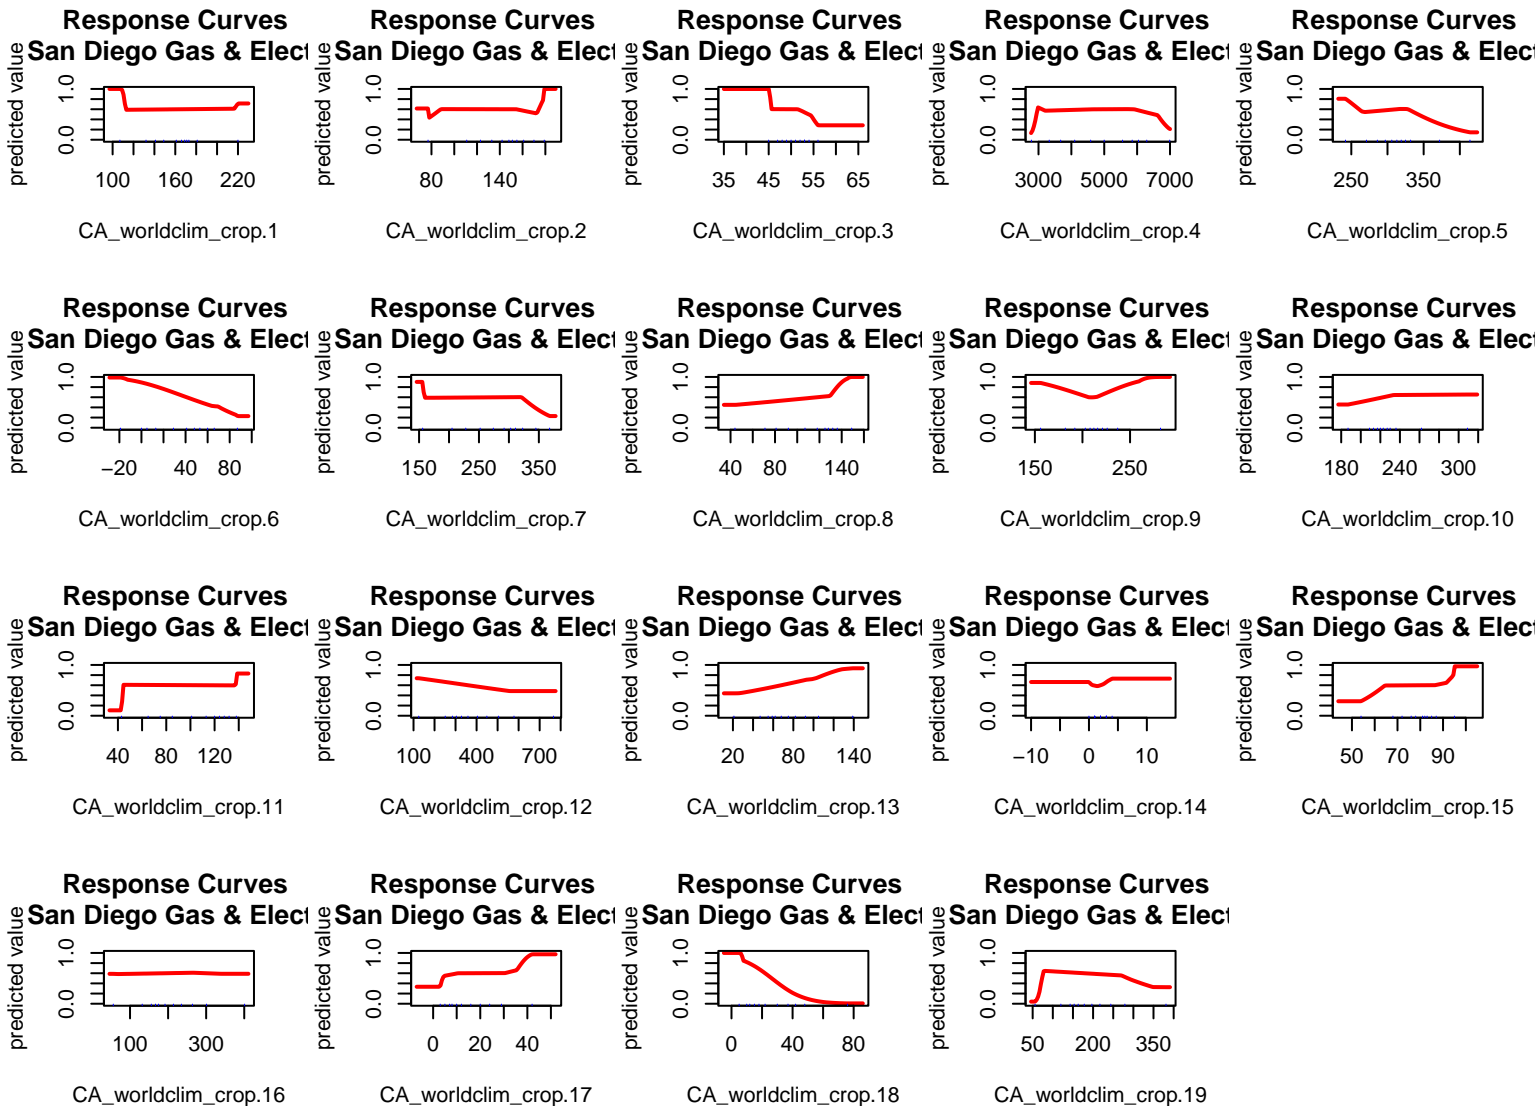 Response Curves
San Diego Gas & Elect
predicted value
0.0 1.0
100 160 220
CA_worldclim_crop.1
Response Curves
San Diego Gas & Elect
predicted value
0.0 1.0
80 140
CA_worldclim_crop.2
Response Curves
San Diego Gas & Elect
predicted value
0.0 1.0
35 45 55 65
CA_worldclim_crop.3
Response Curves
San Diego Gas & Elect
predicted value
0.0 1.0
3000 5000 7000
CA_worldclim_crop.4
Response Curves
San Diego Gas & Elect
predicted value
0.0 1.0
250 350
CA_worldclim_crop.5
Response Curves
San Diego Gas & Elect
predicted value
0.0 1.0
−20 40 80
CA_worldclim_crop.6
Response Curves
San Diego Gas & Elect
predicted value
0.0 1.0
150 250 350
CA_worldclim_crop.7
Response Curves
San Diego Gas & Elect
predicted value
0.0 1.0
40 80 140
CA_worldclim_crop.8
Response Curves
San Diego Gas & Elect
predicted value
0.0 1.0
150 250
CA_worldclim_crop.9
Response Curves
San Diego Gas & Elect
predicted value
0.0 1.0
180 240 300
CA_worldclim_crop.10
Response Curves
San Diego Gas & Elect
predicted value
0.0 1.0
40 80 120
CA_worldclim_crop.11
Response Curves
San Diego Gas & Elect
predicted value
0.0 1.0
100 400 700
CA_worldclim_crop.12
Response Curves
San Diego Gas & Elect
predicted value
0.0 1.0
20 80 140
CA_worldclim_crop.13
Response Curves
San Diego Gas & Elect
predicted value
0.0 1.0
−10 0 10
CA_worldclim_crop.14
Response Curves
San Diego Gas & Elect
predicted value
0.0 1.0
50 70 90
CA_worldclim_crop.15
Response Curves
San Diego Gas & Elect
predicted value
0.0 1.0
100 300
CA_worldclim_crop.16
Response Curves
San Diego Gas & Elect
predicted value
0.0 1.0
0 20 40
CA_worldclim_crop.17
Response Curves
San Diego Gas & Elect
predicted value
0.0 1.0
0 40 80
CA_worldclim_crop.18
Response Curves
San Diego Gas & Elect
predicted value
0.0 1.0
50 200 350
CA_worldclim_crop.19